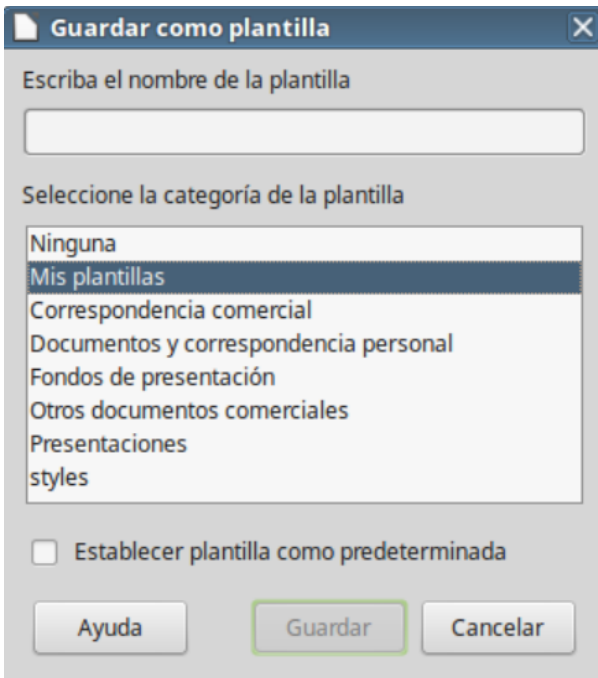 Guardar como plantilla
Escriba el nombre de la plantilla
Seleccione la categoría de la plantilla
Ninguna
Mis plantillas
Correspondencia comercial
Documentos y correspondencia personal
Fondos de presentación
Otros documentos comerciales
Presentaciones
styles
Establecer plantilla como predeterminada
Ayuda Guardar Cancelar